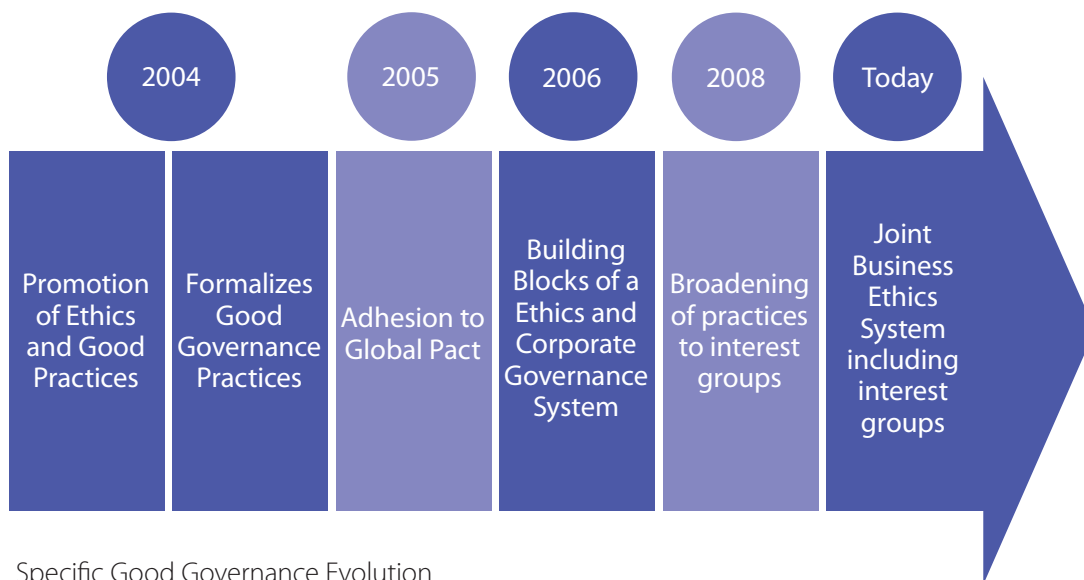 2004
2005
2006
2008
Today
Promotion
of Ethics
and Good
Practices
Formalizes
Good
Governance
Practices
Adhesion to
Global Pact
Building
Blocks of a
Ethics and
Corporate
Governance
System
Broadening
of practices
to interest
groups
Joint
Business
Ethics
System
including
interest
groups
Specific Good Governance Evolution